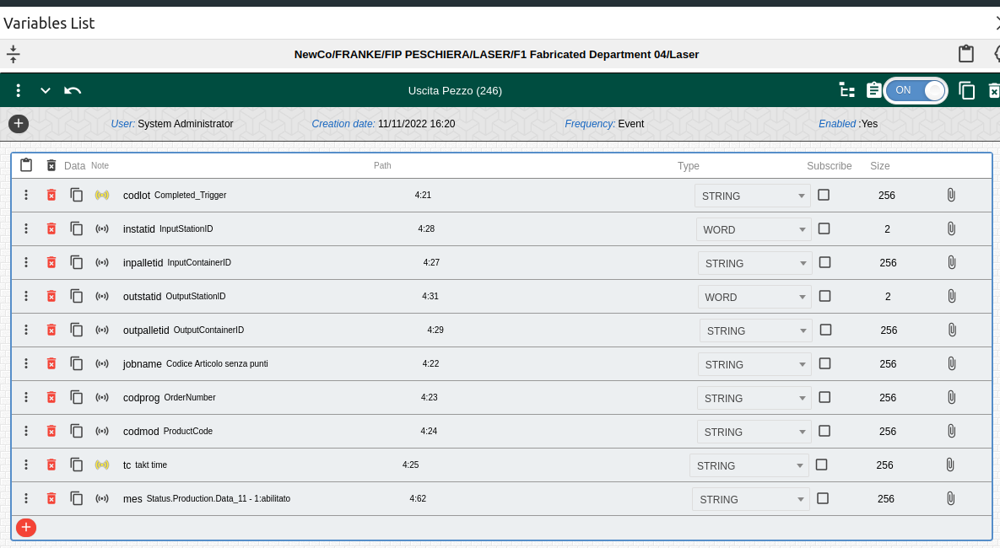 Variables List
NewCo/FRANKE/FIP PESCHIERA/LASER/F1 Fabricated Department 04/Laser
Uscita Pezzo (246) ON
User: System Administrator Creation date: 11/11/2022 16:20 Frequency: Event Enabled :Yes
Data Note Path Type Subscribe Size
codlot Completed_Trigger 4:21 STRING 256
instatid InputStationID 4:28 WORD 2
inpalletid InputContainerID 4:27 STRING 256
outstatid OutputStationID 4:31 WORD 2
outpalletid OutputContainerID 4:29 STRING 256
jobname Codice Articolo senza punti 4:22 STRING 256
codprog OrderNumber 4:23 STRING 256
codmod ProductCode 4:24 STRING 256
tc takt time 4:25 STRING 256
mes Status.Production.Data_11 - 1:abilitato 4:62 STRING 256